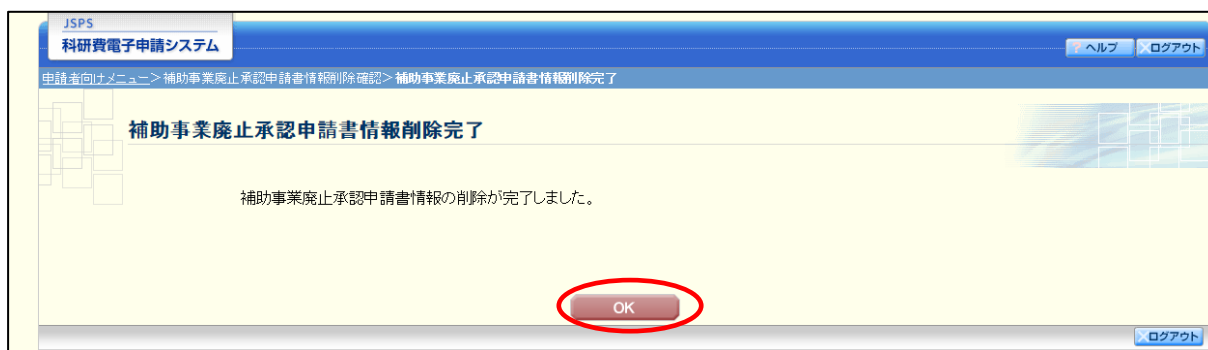 JSPS
科研費電子申請システム
? ヘルプ
×ログアウト
申請者向けメニュー>補助事業廃止承認申請書情報削除確認>補助事業廃止承認申請書情報削除完了
補助事業廃止承認申請書情報削除完了
補助事業廃止承認申請書情報の削除が完了しました。
OK
×ログアウト